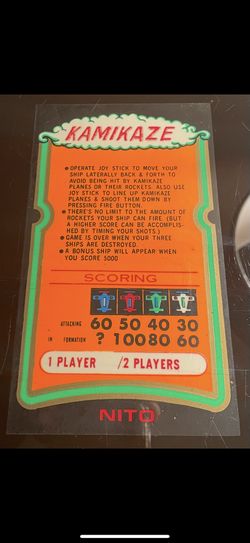 KAMIKAZE
• OPERATE JOY STICK TO MOVE YOUR
SHIP LATERALLY BACK & FORTH TO
AVOID BEING HIT BY KAMIKAZE
PLANES OR THEIR ROCKETS. ALSO USE
JOY STICK TO LINE UP KAMIKAZE
PLANES & SHOOT THEM DOWN BY
PRESSING FIRE BUTTON.
• THERE'S NO LIMIT TO THE AMOUNT OF
ROCKETS YOUR SHIP CAN FIRE (BUT
A HIGHER SCORE CAN BE ACCOMPLIS-
HED BY TIMING YOUR SHOTS.)
• GAME IS OVER WHEN YOUR THREE
SHIPS ARE DESTROYED.
• A BONUS SHIP WILL APPEAR WHEN
YOU SCORE 5000
SCORING
ATTACKING 60 50 40 30
IN FORMATION ? 100 80 60
1 PLAYER /2 PLAYERS
NITO